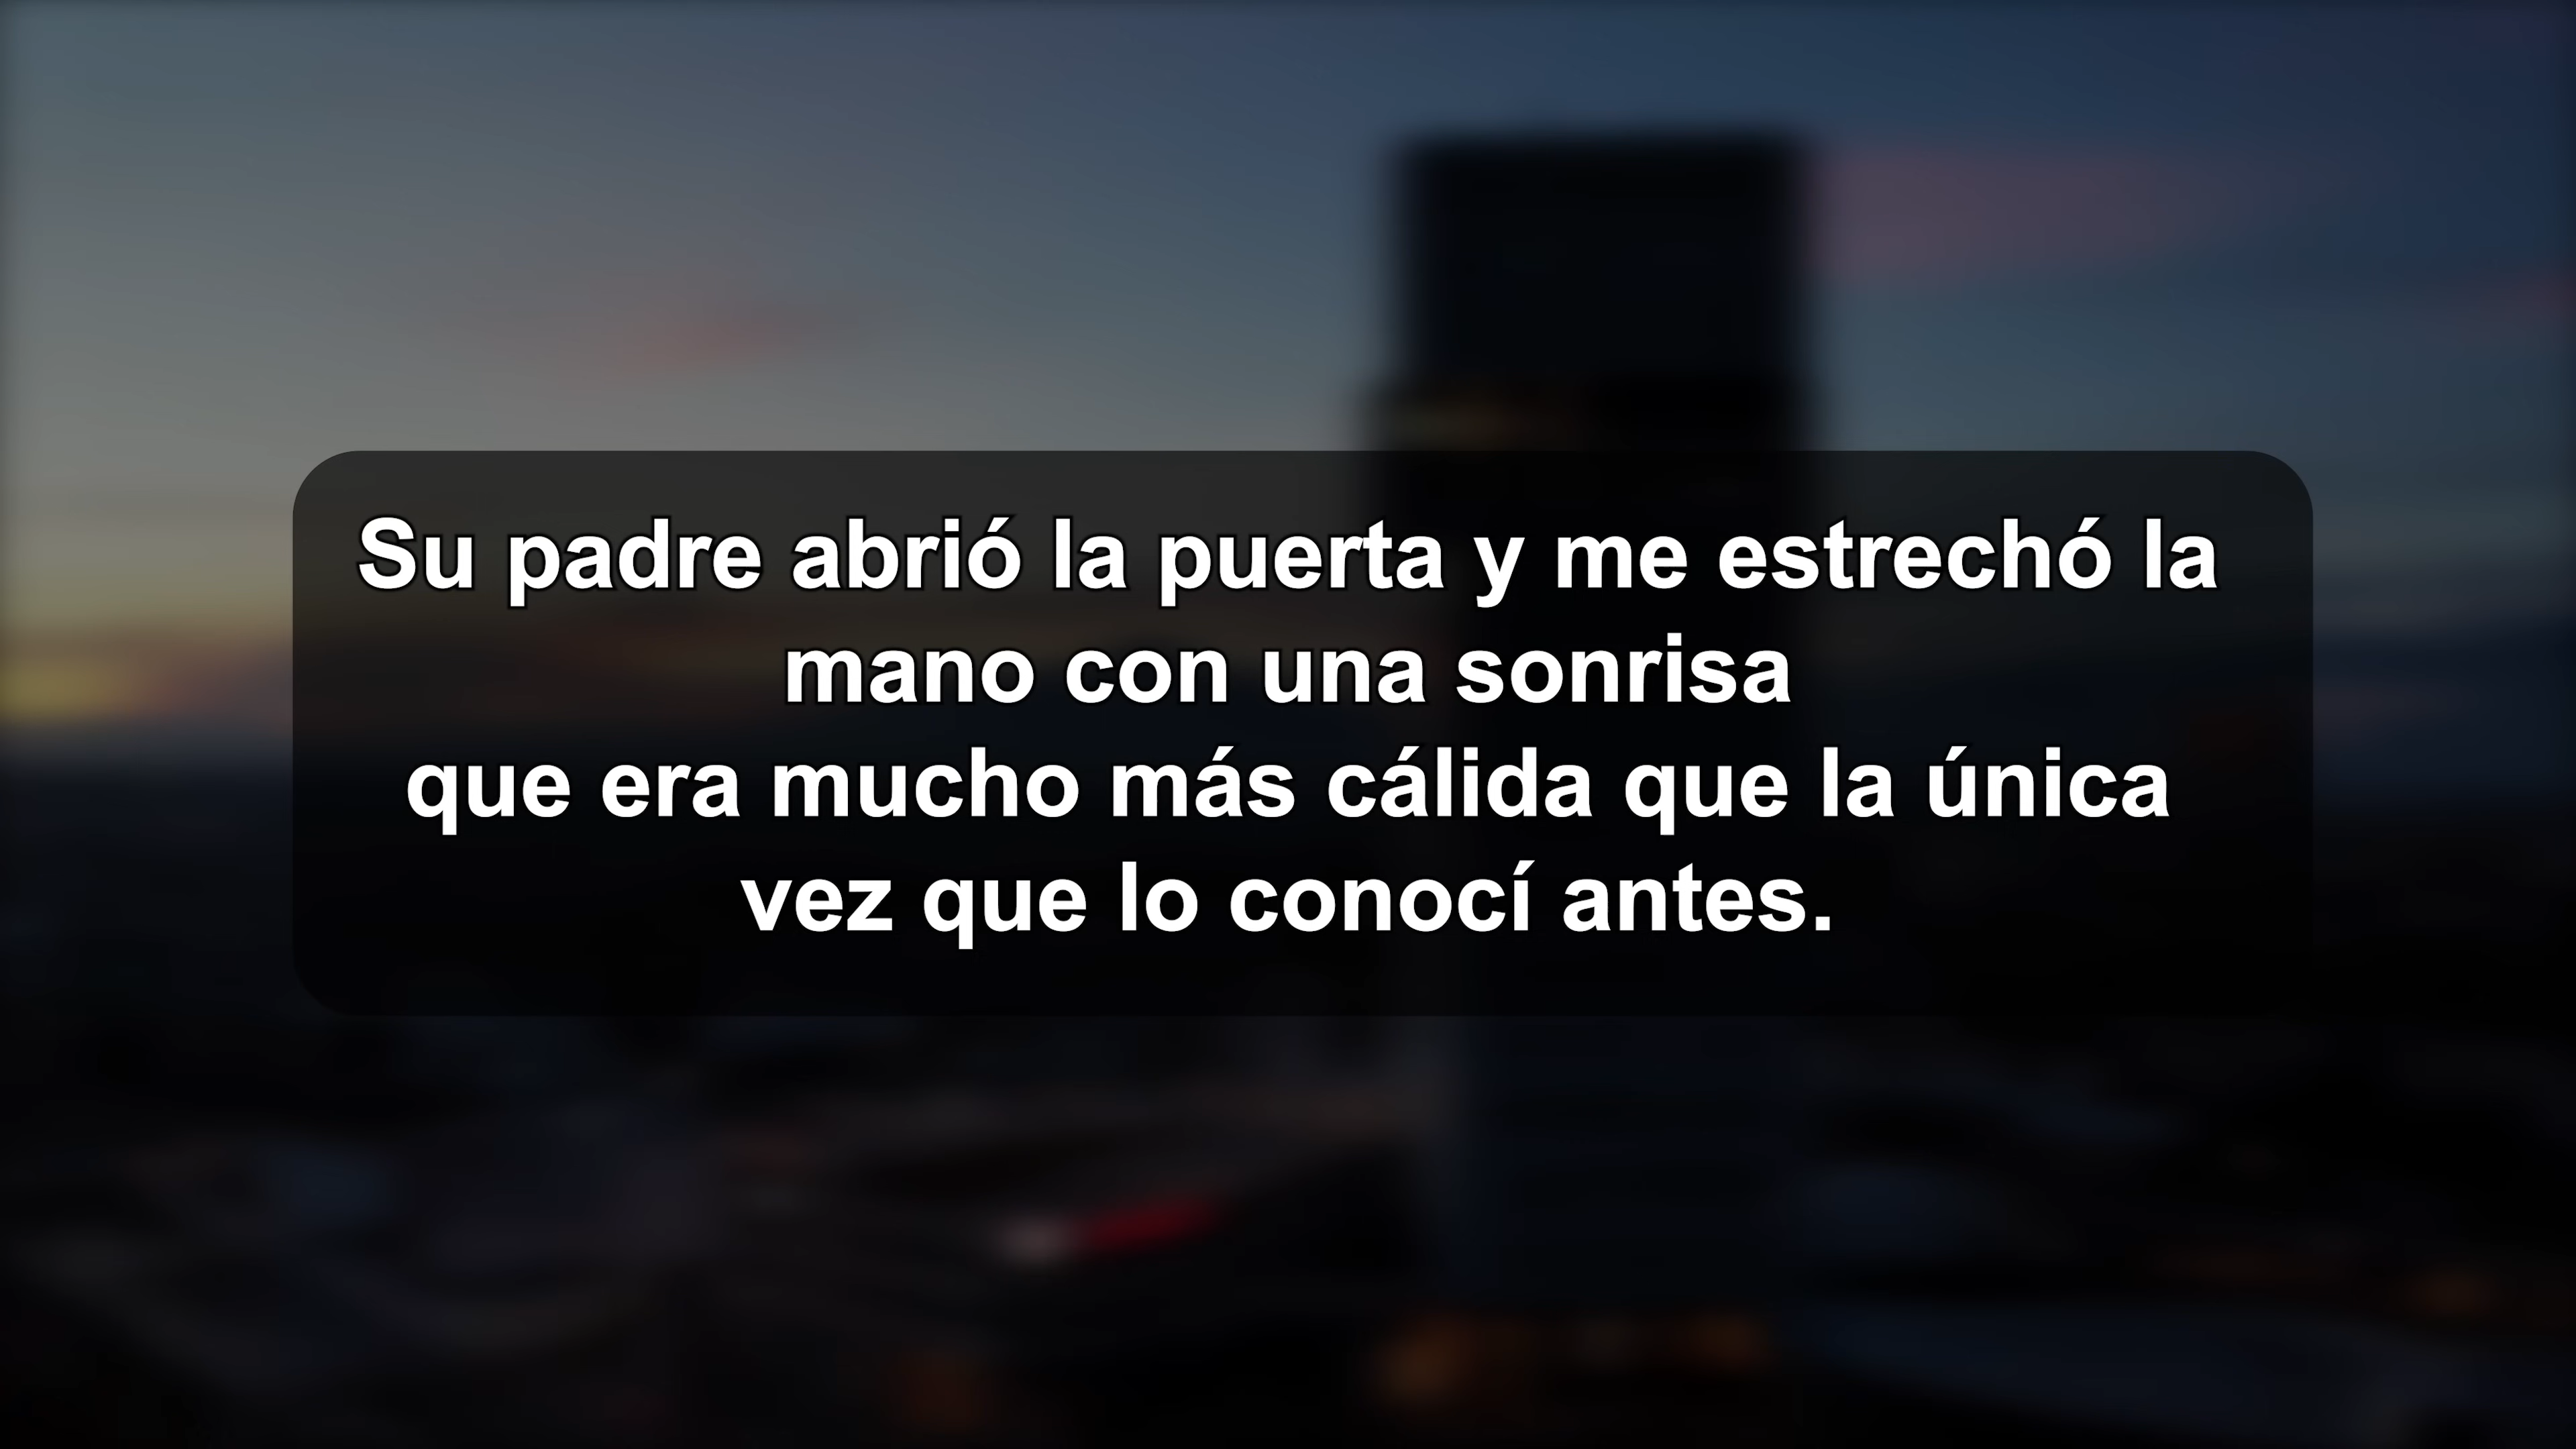 Su padre abrió la puerta y me estrechó la
mano con una sonrisa
que era mucho más cálida que la única
vez que lo conocí antes.